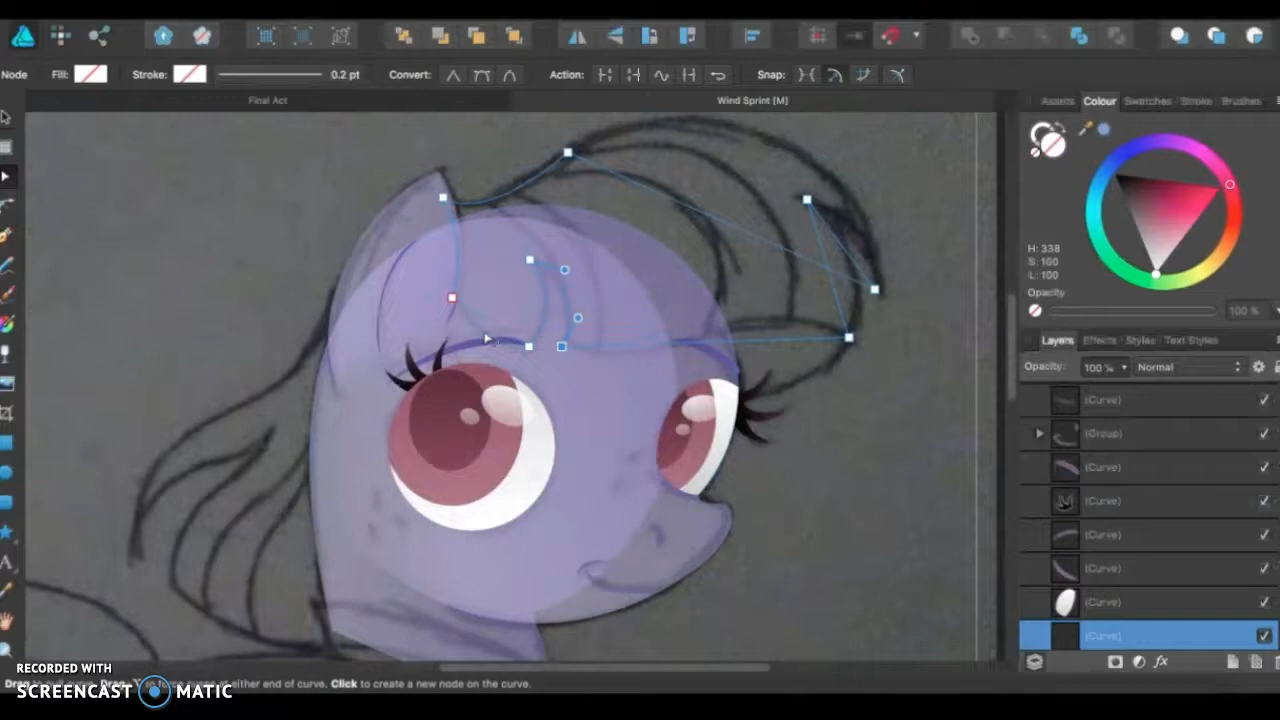 Node Fill: Stroke: 0.2 pt Convert: Action: Snap:
Final Act Wind Sprint [M]
Assets Colour Swatches Stroke Brushes
H: 338
S: 100
L: 100
Opacity
100 %
Layers Effects Styles Text Styles
Opacity: 100 % Normal
(Curve)
(Group)
(Curve)
(Curve)
(Curve)
(Curve)
(Curve)
(Curve)
RECORDED WITH
SCREENCAST MATIC
either end of curve. Click to create a new node on the curve.